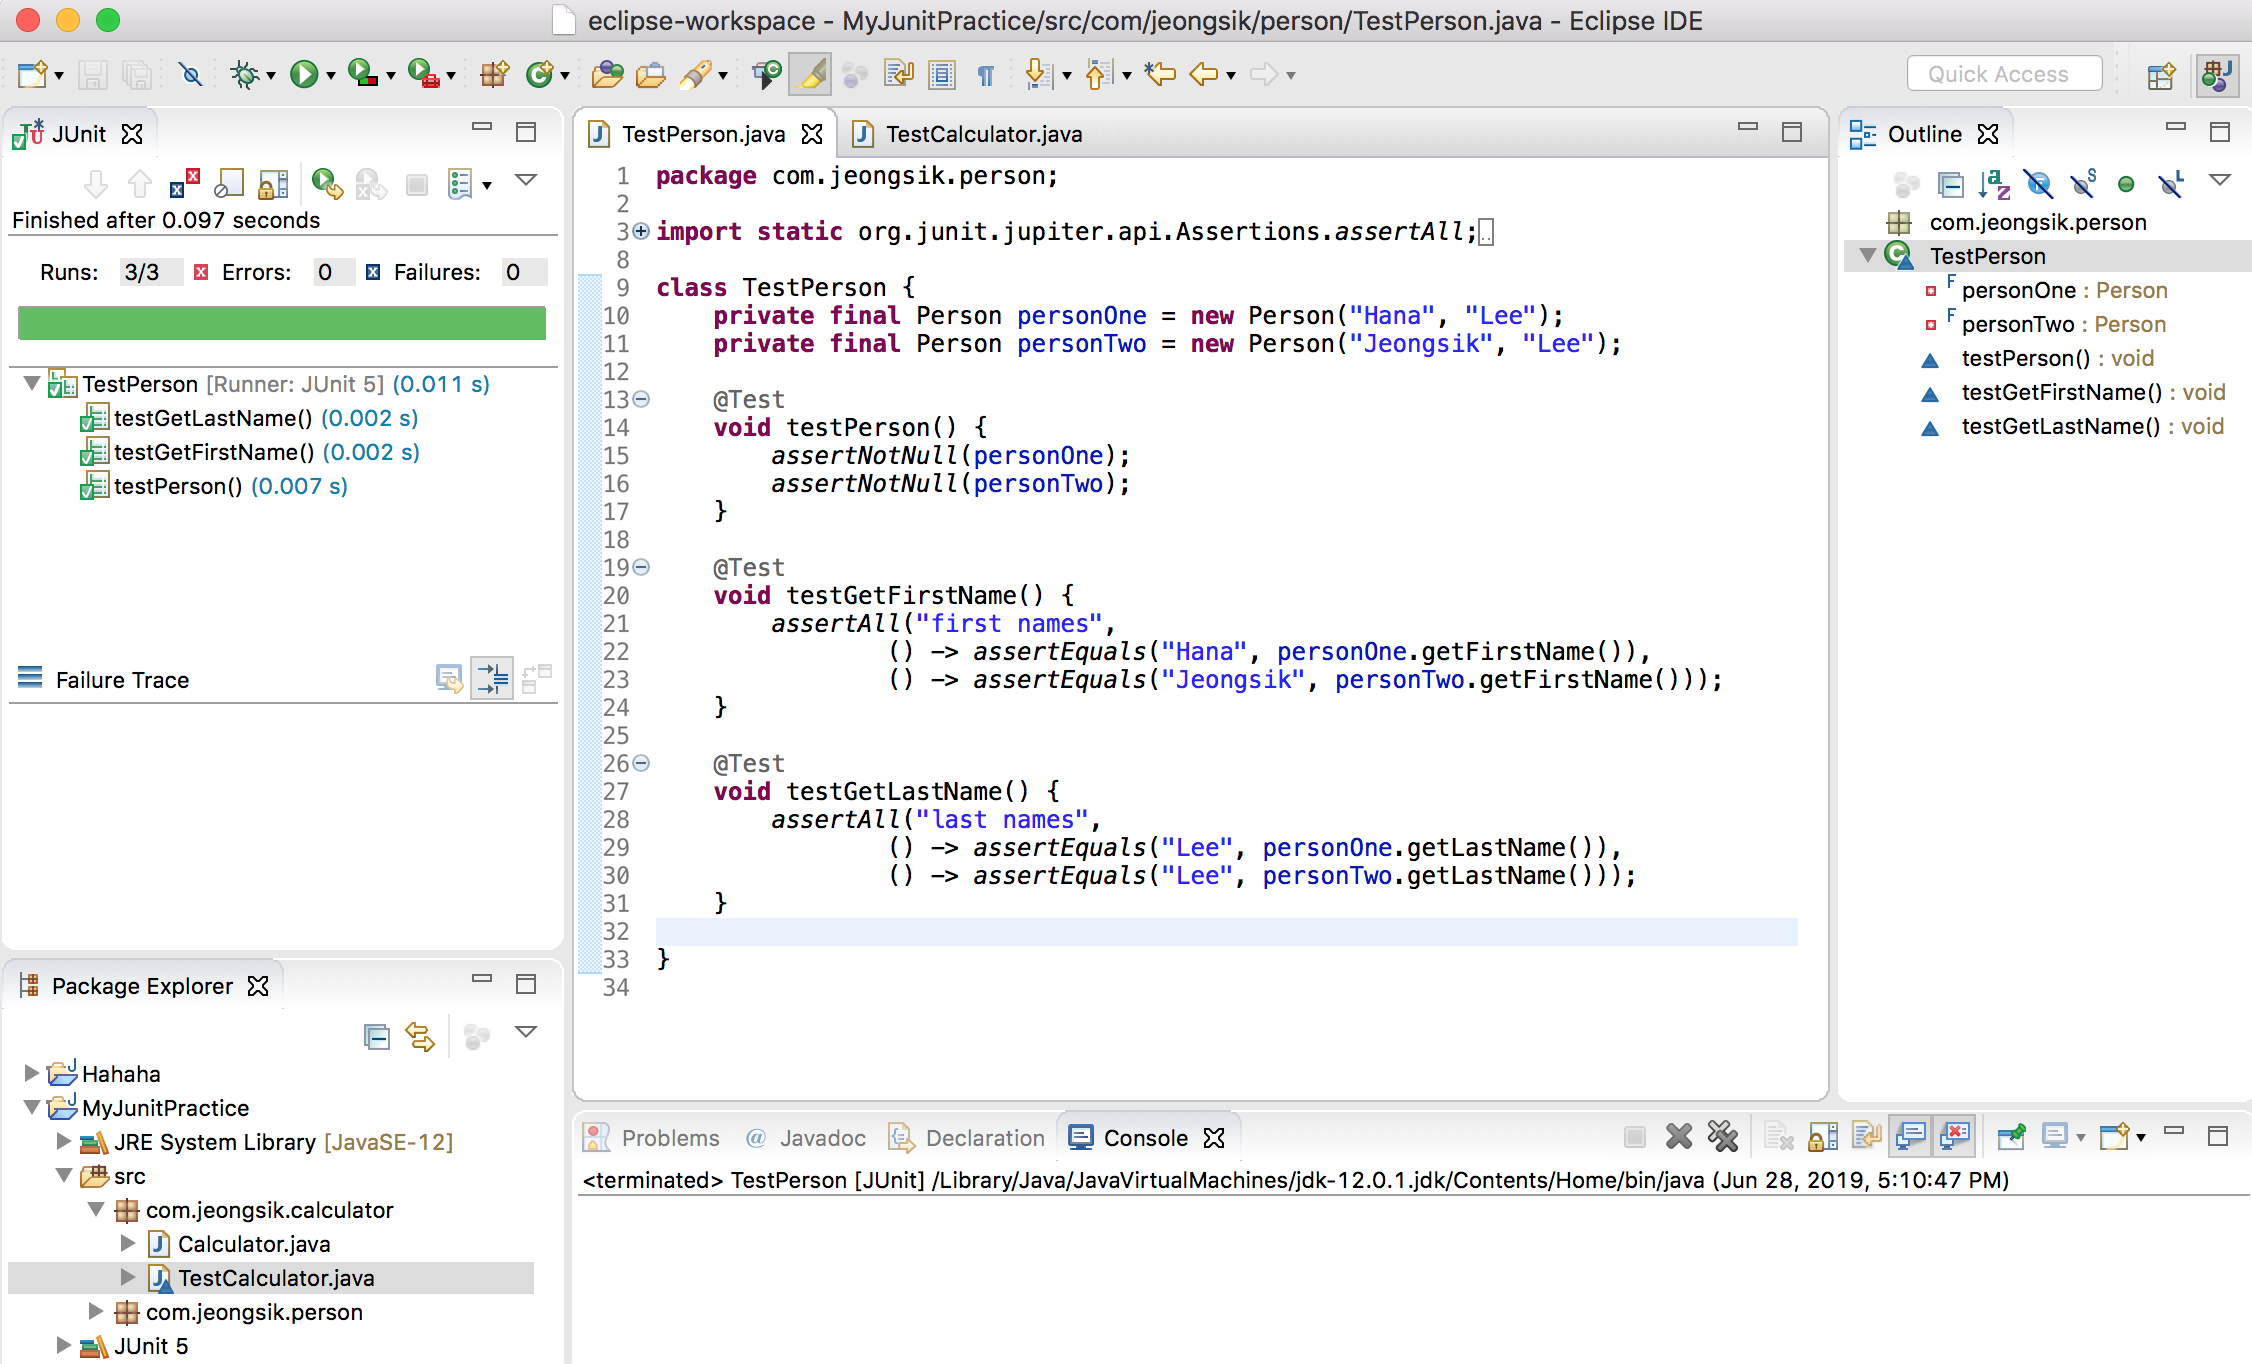 eclipse-workspace - MyJunitPractice/src/com/jeongsik/person/TestPerson.java - Eclipse IDE
Quick Access
JUnit
Finished after 0.097 seconds
Runs: 3/3 Errors: 0 Failures: 0
TestPerson [Runner: JUnit 5] (0.011 s)
testGetLastName() (0.002 s)
testGetFirstName() (0.002 s)
testPerson() (0.007 s)
Failure Trace
Package Explorer
Hahaha
MyJunitPractice
JRE System Library [JavaSE-12]
src
com.jeongsik.calculator
Calculator.java
TestCalculator.java
com.jeongsik.person
JUnit 5
TestPerson.java TestCalculator.java
1 package com.jeongsik.person;
2
3 import static org.junit.jupiter.api.Assertions.assertAll;..
8
9 class TestPerson {
10 private final Person personOne = new Person("Hana", "Lee");
11 private final Person personTwo = new Person("Jeongsik", "Lee");
12
13 @Test
14 void testPerson() {
15 assertNotNull(personOne);
16 assertNotNull(personTwo);
17 }
18
19 @Test
20 void testGetFirstName() {
21 assertAll("first names",
22 () -> assertEquals("Hana", personOne.getFirstName()),
23 () -> assertEquals("Jeongsik", personTwo.getFirstName()));
24 }
25
26 @Test
27 void testGetLastName() {
28 assertAll("last names",
29 () -> assertEquals("Lee", personOne.getLastName()),
30 () -> assertEquals("Lee", personTwo.getLastName()));
31 }
32
33 }
34
Outline
com.jeongsik.person
TestPerson
personOne : Person
personTwo : Person
testPerson() : void
testGetFirstName() : void
testGetLastName() : void
Problems @ Javadoc Declaration Console
<terminated> TestPerson [JUnit] /Library/Java/JavaVirtualMachines/jdk-12.0.1.jdk/Contents/Home/bin/java (Jun 28, 2019, 5:10:47 PM)